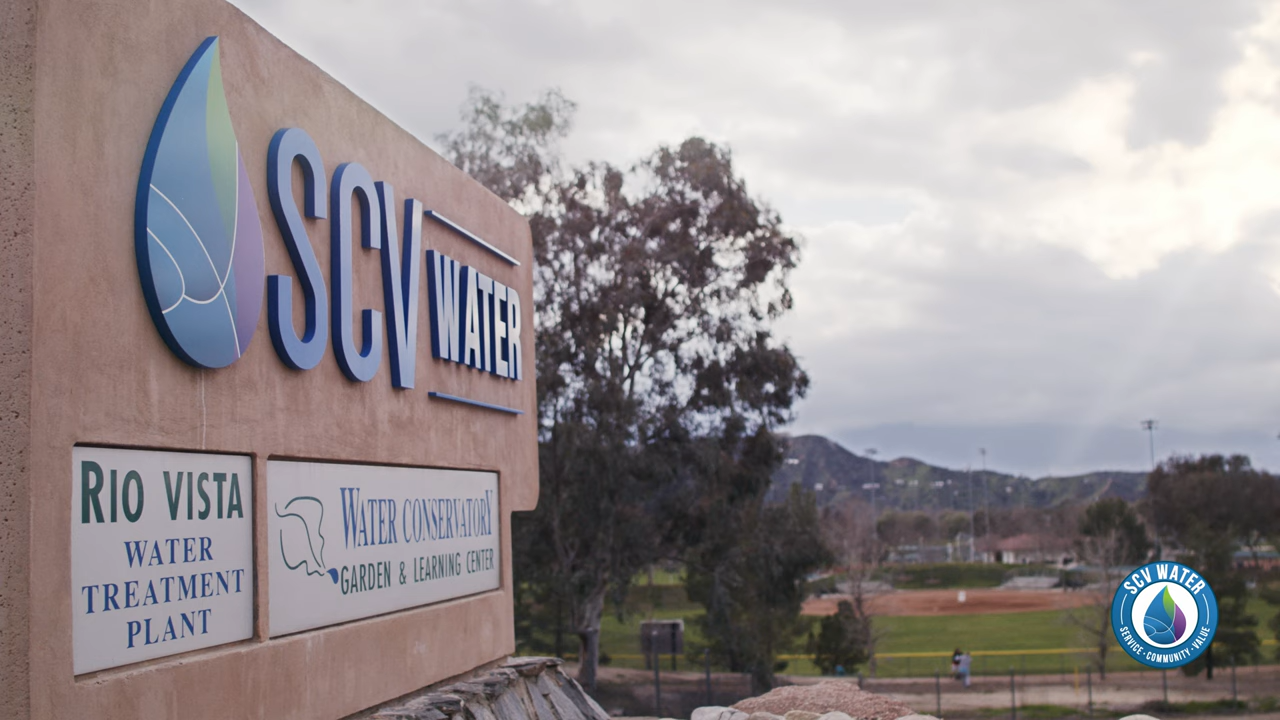 SCV WATER
RIO VISTA
WATER
TREATMENT
PLANT
WATER CONSERVATORY
GARDEN & LEARNING CENTER
SCV WATER
SERVICE · COMMUNITY · VALUE